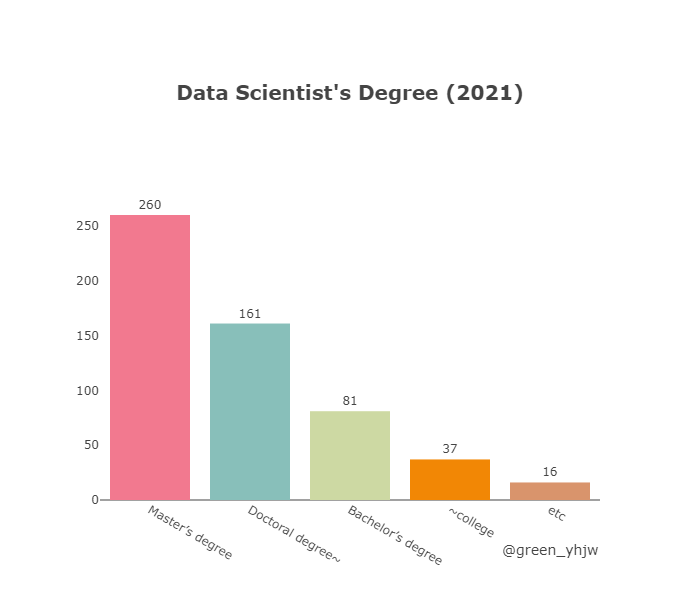 Data Scientist's Degree (2021)
260
250
200
161
150
100
81
50
37
16
0
Master's degree
Doctoral degree~
Bachelor's degree
~college
etc
@green_yhjw